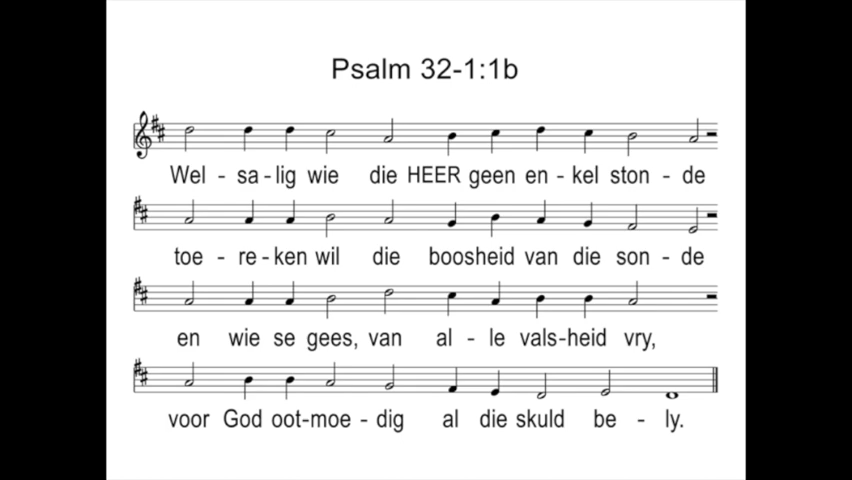 Psalm 32-1:1b
Wel - sa - lig wie die HEER geen en - kel ston - de
toe - re - ken wil die boosheid van die son - de
en wie se gees, van al - le vals-heid vry,
voor God oot-moe - dig al die skuld be - ly.